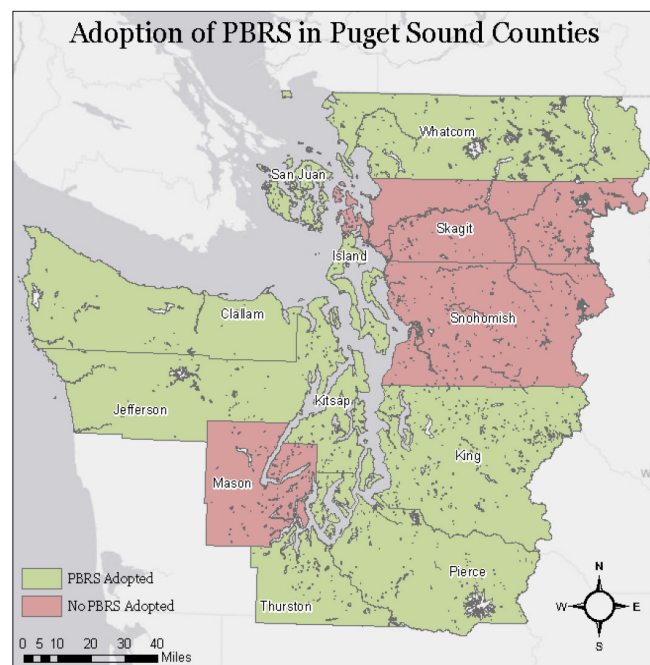 Adoption of PBRS in Puget Sound Counties
Whatcom
San Juan
Skagit
Island
Snohomish
Clallam
Jefferson
Kitsap
King
Mason
Pierce
Thurston
PBRS Adopted
No PBRS Adopted
0 5 10 20 30 40
Miles
N
W E
S